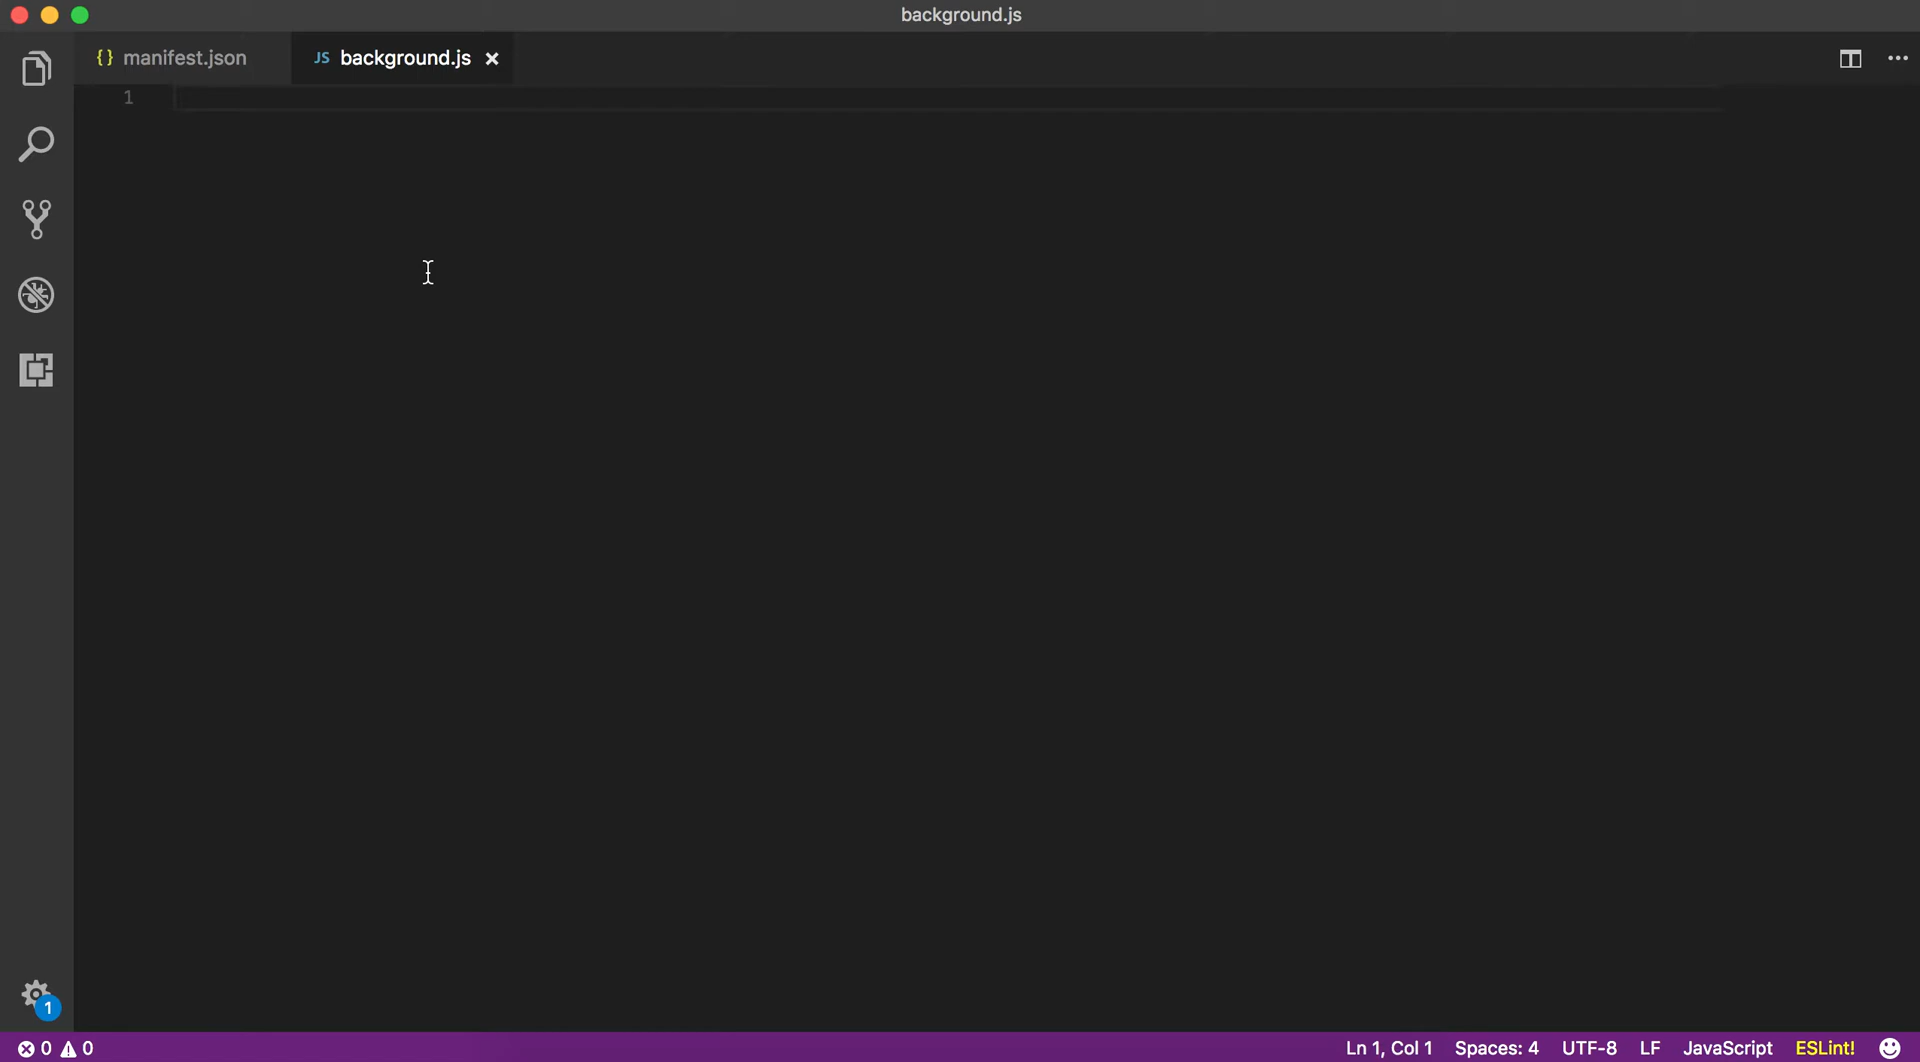 background.js
{} manifest.json JS background.js ×
1
1
0 0 Ln 1, Col 1 Spaces: 4 UTF-8 LF JavaScript ESLint!